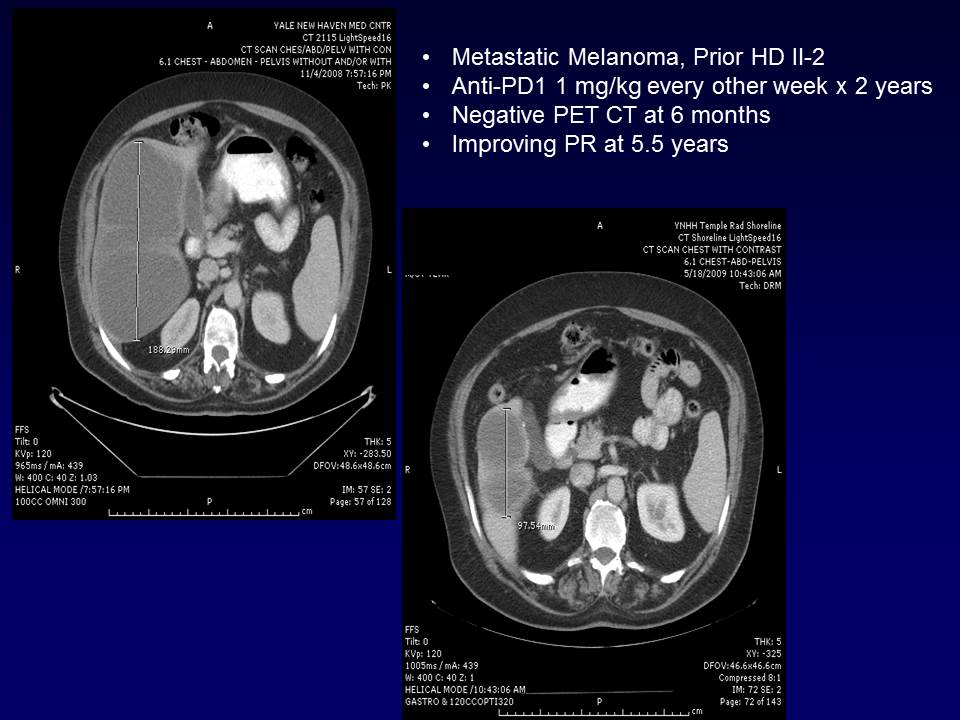 A
YALE NEW HAVEN MED CNTR
CT 2115 LightSpeed16
CT SCAN CHES/ABD/PELV WITH CON
6.1 CHEST - ABDOMEN - PELVIS WITHOUT AND/OR WITH
11/4/2008 7:57:16 PM
Tech: PK
R
L
188.29mm
FFS
Tilt: 0
KVp: 120
965ms / mA: 439
W: 400 C: 40 Z: 1.03
HELICAL MODE /7:57:16 PM
100CC OMNI 300
P
cm
THK: 5
XY: -283.50
DFOV:48.6x48.6cm
IM: 57 SE: 2
Page: 57 of 128
• Metastatic Melanoma, Prior HD Il-2
• Anti-PD1 1 mg/kg every other week x 2 years
• Negative PET CT at 6 months
• Improving PR at 5.5 years
A
YNHH Temple Rad Shoreline
CT Shoreline LightSpeed16
CT SCAN CHEST WITH CONTRAST
6.1 CHEST-ABD-PELVIS
5/18/2009 10:43:06 AM
Tech: DRM
R
L
97.54mm
FFS
Tilt: 0
KVp: 120
1005ms / mA: 439
W: 400 C: 40 Z: 1
HELICAL MODE /10:43:06 AM
GASTRO & 120CCOPTI320
P
cm
THK: 5
XY: -325
DFOV:46.6x46.6cm
Compressed 8:1
IM: 72 SE: 2
Page: 72 of 143